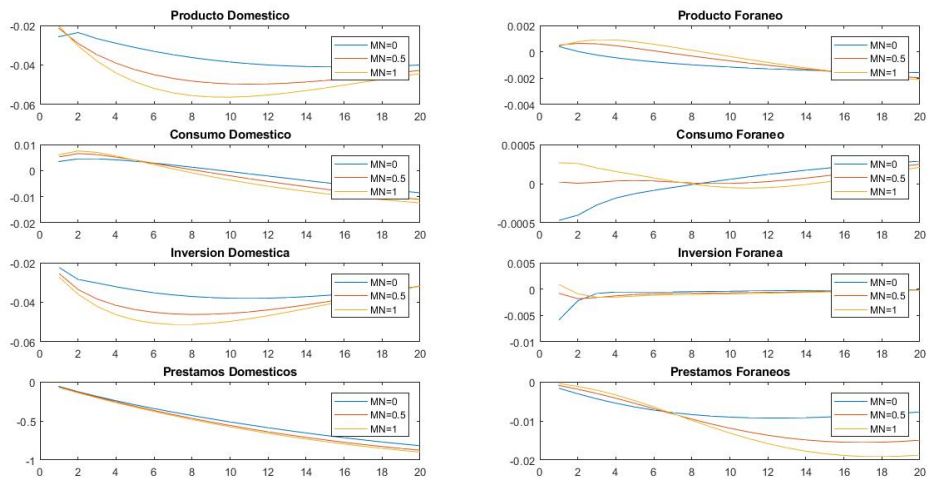 Producto Domestico
-0.02
-0.04
-0.06
MN=0
MN=0.5
MN=1
0 2 4 6 8 10 12 14 16 18 20
Producto Foraneo
0.002
0
-0.002
-0.004
MN=0
MN=0.5
MN=1
0 2 4 6 8 10 12 14 16 18 20
Consumo Domestico
0.01
0
-0.01
-0.02
MN=0
MN=0.5
MN=1
0 2 4 6 8 10 12 14 16 18 20
Consumo Foraneo
0.0005
0
-0.0005
MN=0
MN=0.5
MN=1
0 2 4 6 8 10 12 14 16 18 20
Inversion Domestica
-0.02
-0.04
-0.06
MN=0
MN=0.5
MN=1
0 2 4 6 8 10 12 14 16 18 20
Inversion Foranea
0.005
0
-0.005
-0.01
MN=0
MN=0.5
MN=1
0 2 4 6 8 10 12 14 16 18 20
Prestamos Domesticos
0
-0.5
-1
MN=0
MN=0.5
MN=1
0 2 4 6 8 10 12 14 16 18 20
Prestamos Foraneos
0
-0.01
-0.02
MN=0
MN=0.5
MN=1
0 2 4 6 8 10 12 14 16 18 20